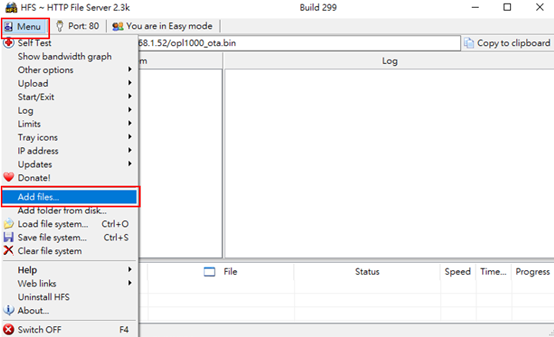 HFS ~ HTTP File Server 2.3k Build 299
Menu Port: 80 You are in Easy mode
68.1.52/opl1000_ota.bin Copy to clipboard
Log
Self Test
Show bandwidth graph
Other options
Upload
Start/Exit
Log
Limits
Tray icons
IP address
Updates
Donate!
Add files...
Add folder from disk...
Load file system... Ctrl+O
Save file system... Ctrl+S
Clear file system
Help
Web links
Uninstall HFS
About...
Switch OFF F4
File Status Speed Time... Progress